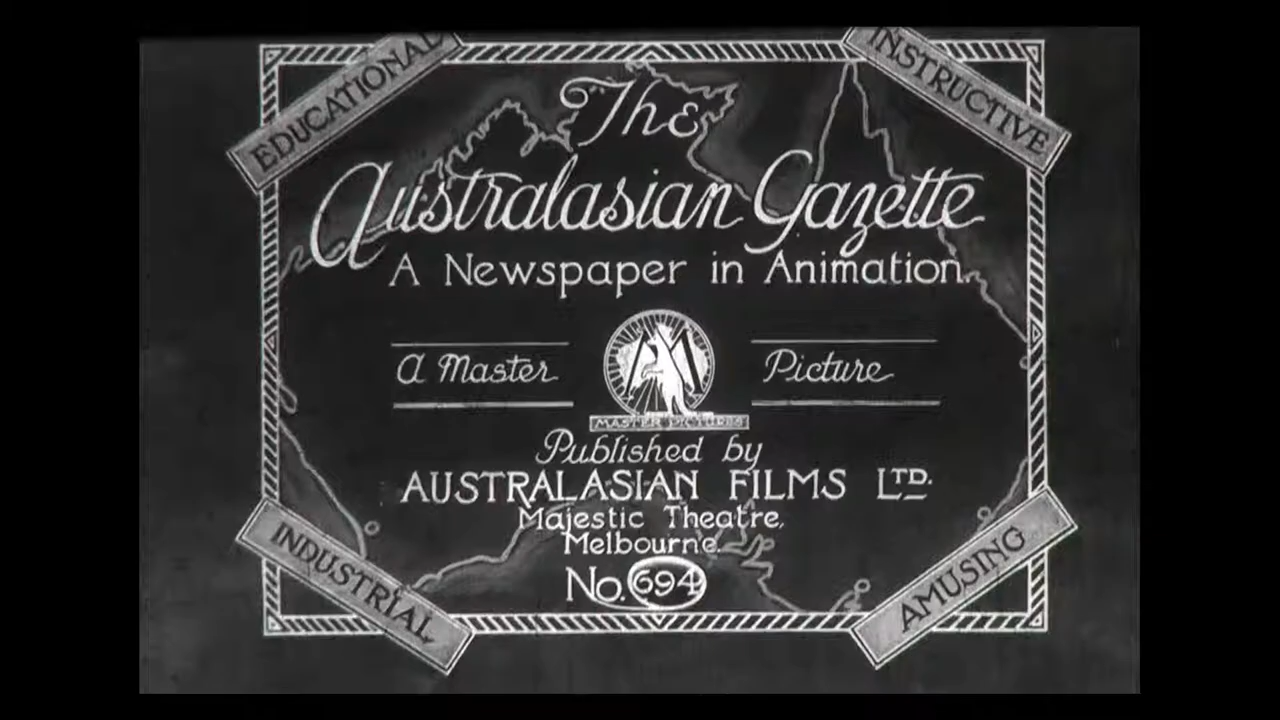 EDUCATIONAL
INSTRUCTIVE
The
Australasian Gazette
A Newspaper in Animation.
A Master
Picture
M
MASTER PICTURES
Published by
AUSTRALASIAN FILMS LTD.
Majestic Theatre,
Melbourne.
No. 694
INDUSTRIAL
AMUSING